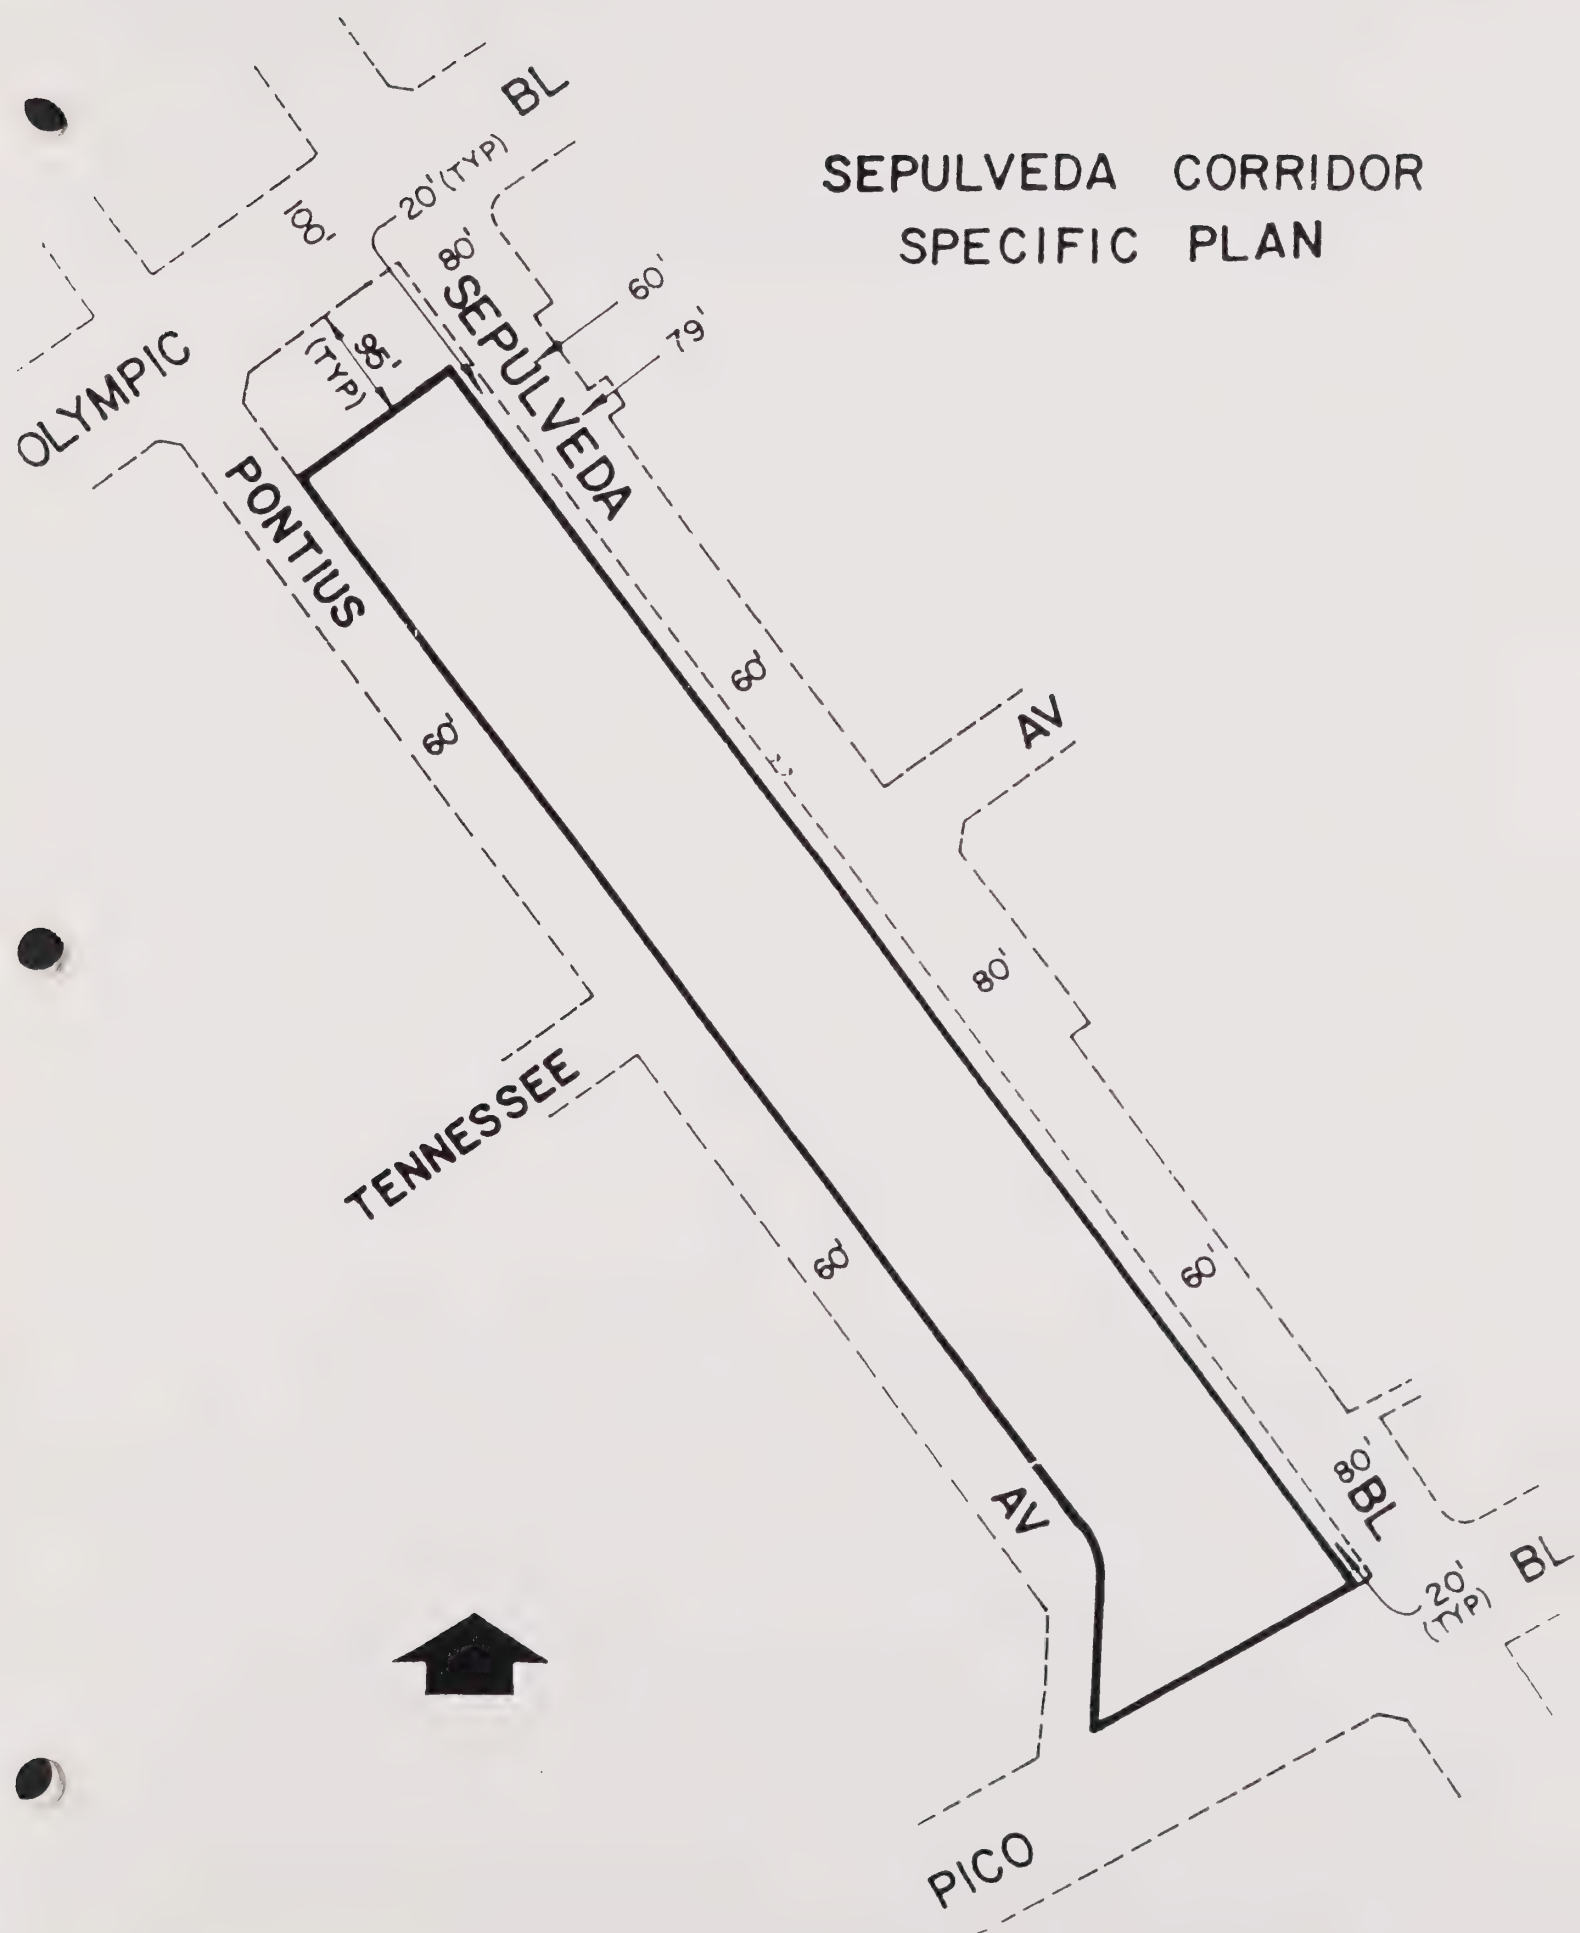 SEPULVEDA CORRIDOR
SPECIFIC PLAN
BL
20' (TYP)
100'
80'
60'
79'
SEPULVEDA
OLYMPIC
95'
(TYP)
PONTIUS
60'
60'
AV
80'
TENNESSEE
60'
60'
80'
BL
AV
BL
20'
(TYP)
PICO